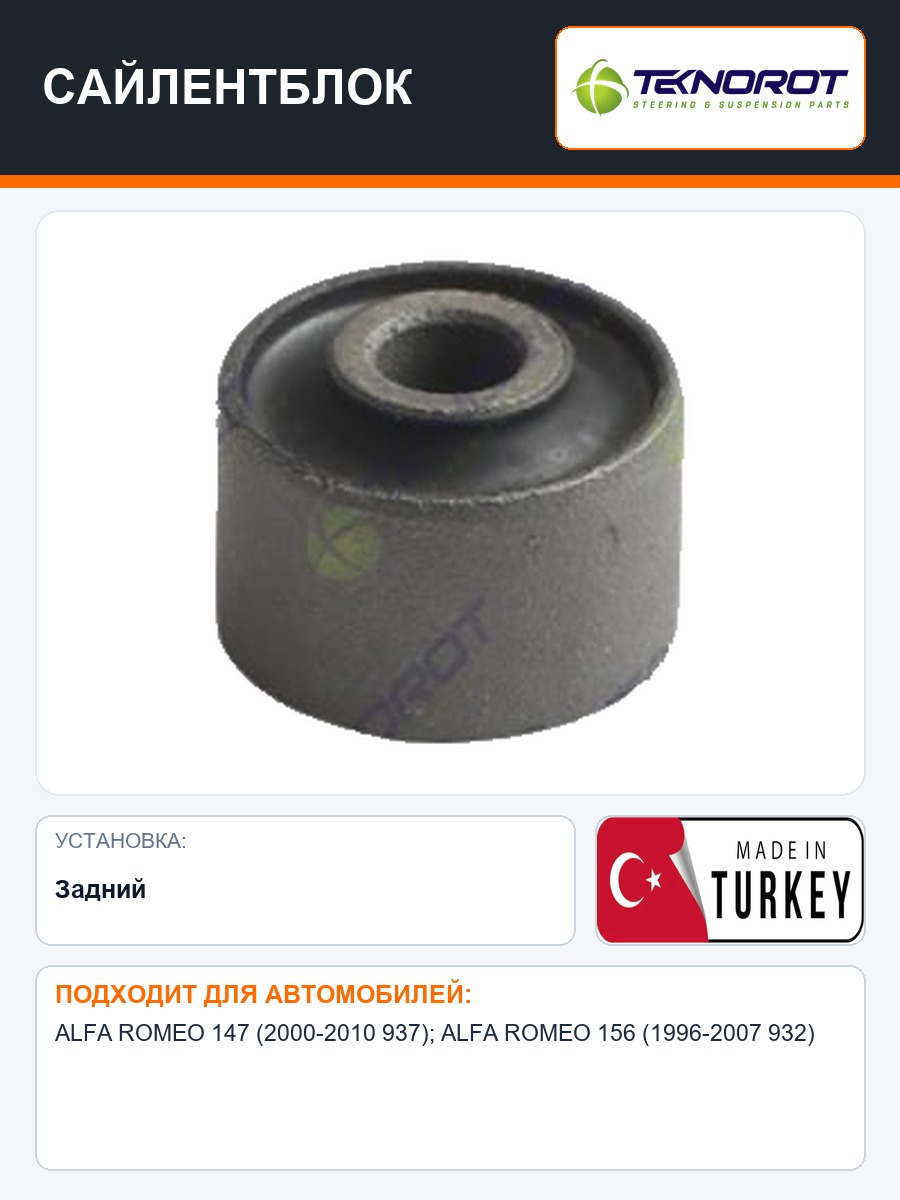 САЙЛЕНТБЛОК
TEKNOROT
STEERING & SUSPENSION PARTS
OROT
УСТАНОВКА:
Задний
MADE IN
TURKEY
ПОДХОДИТ ДЛЯ АВТОМОБИЛЕЙ:
ALFA ROMEO 147 (2000-2010 937); ALFA ROMEO 156 (1996-2007 932)